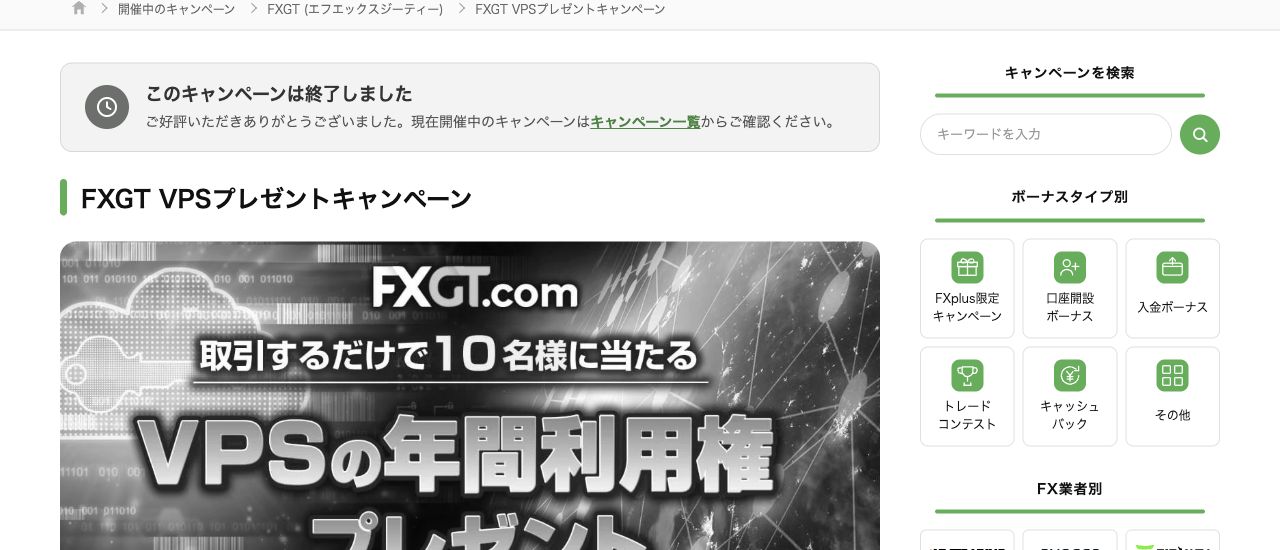 開催中のキャンペーン
FXGT (エフエックスジーティー)
FXGT VPSプレゼントキャンペーン
このキャンペーンは終了しました
ご好評いただきありがとうございました。現在開催中のキャンペーンはキャンペーン一覧からご確認ください。
FXGT VPSプレゼントキャンペーン
FXGT.com
取引するだけで10名様に当たる
VPSの年間利用権
プレゼント
キャンペーンを検索
キーワードを入力
ボーナスタイプ別
FXplus限定
キャンペーン
口座開設
ボーナス
入金ボーナス
トレード
コンテスト
キャッシュ
バック
その他
FX業者別